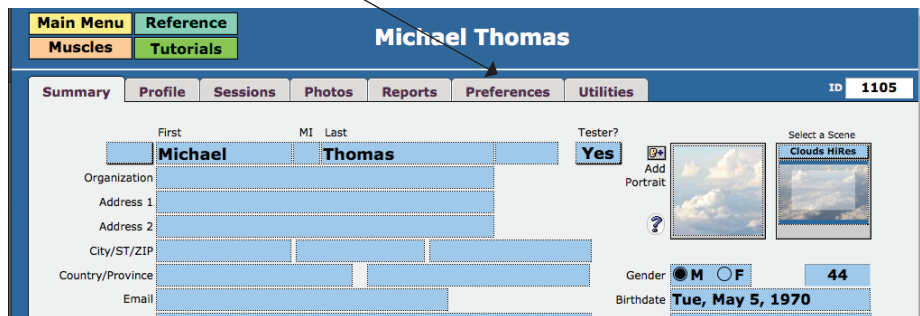 Main Menu Reference
Muscles Tutorials
Michael Thomas
Summary Profile Sessions Photos Reports Preferences Utilities ID 1105
First MI Last Tester? Select a Scene
Michael Thomas Yes Clouds HiRes
Add
Portrait
Organization
Address 1
Address 2
?
City/ST/ZIP
Country/Province Gender M F 44
Email Birthdate Tue, May 5, 1970